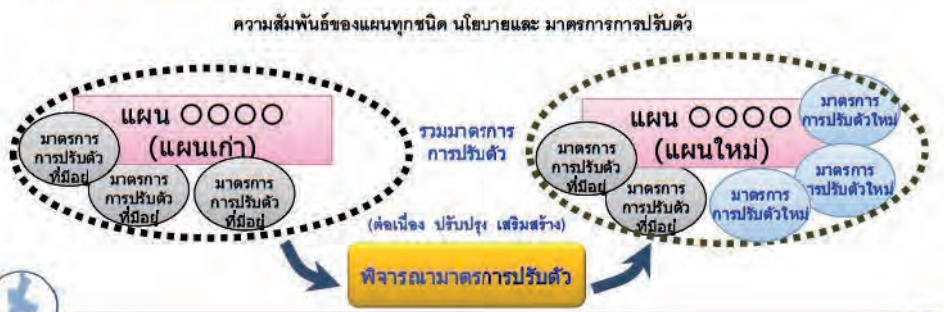 ความสัมพันธ์ของแผนทุกชนิด นโยบายและ มาตรการการปรับตัว
แผน ○○○○
(แผนเก่า)
มาตรการ
การปรับตัว
ที่มีอยู่
มาตรการ
การปรับตัว
ที่มีอยู่
มาตรการ
การปรับตัว
ที่มีอยู่
รวมมาตรการ
การปรับตัว
(ต่อเนื่อง ปรับปรุง เสริมสร้าง)
พิจารณามาตรการปรับตัว
แผน ○○○○
(แผนใหม่)
มาตรการ
การปรับตัว
ที่มีอยู่
มาตรการ
การปรับตัว
ที่มีอยู่
มาตรการ
การปรับตัวใหม่
มาตรการ
การปรับตัวใหม่
มาตรการ
การปรับตัวใหม่